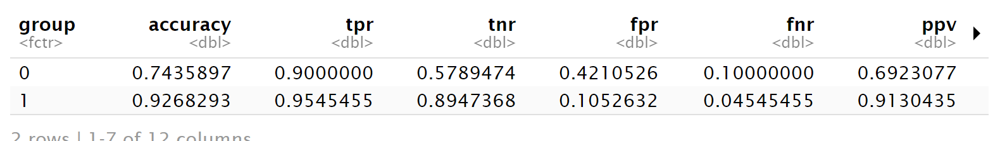 group accuracy tpr tnr fpr fnr ppv
<fctr> <dbl> <dbl> <dbl> <dbl> <dbl> <dbl>
0 0.7435897 0.9000000 0.5789474 0.4210526 0.10000000 0.6923077
1 0.9268293 0.9545455 0.8947368 0.1052632 0.04545455 0.9130435
2 rows | 1-7 of 12 columns